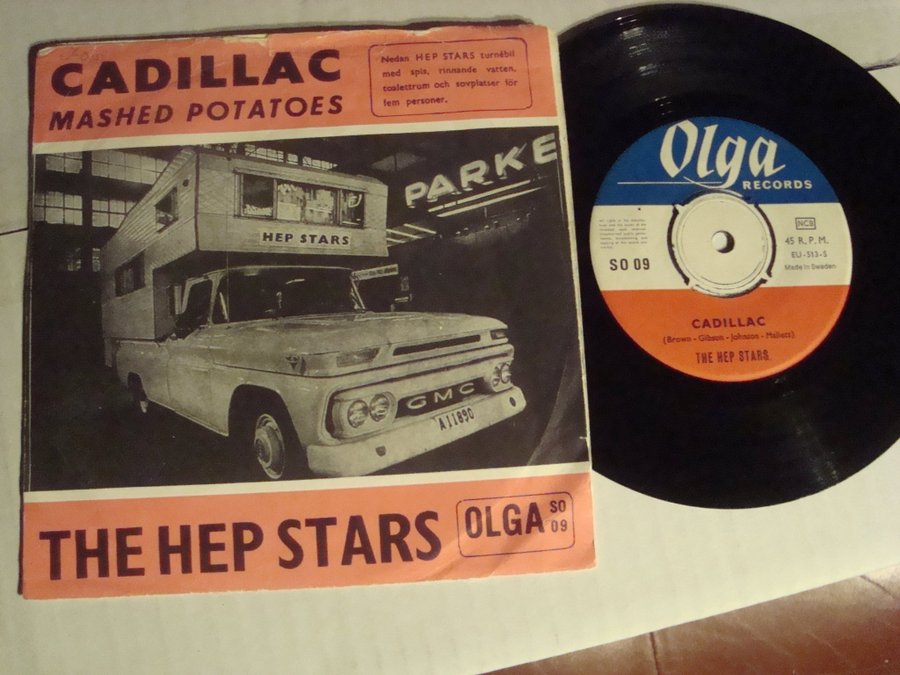 CADILLAC
MASHED POTATOES
Nedan HEP STARS turnébil
med spis, rinnande vatten,
toalettrum och sovplatser för
fem personer.
PARKE
HEP STARS
GMC
A11890
THE HEP STARS
OLGA SO
09
Olga
RECORDS
NCB
45 R.P.M.
EU-513-S
Made in Sweden
SO 09
CADILLAC
(Brown - Gibson - Johnson - Mallett)
THE HEP STARS